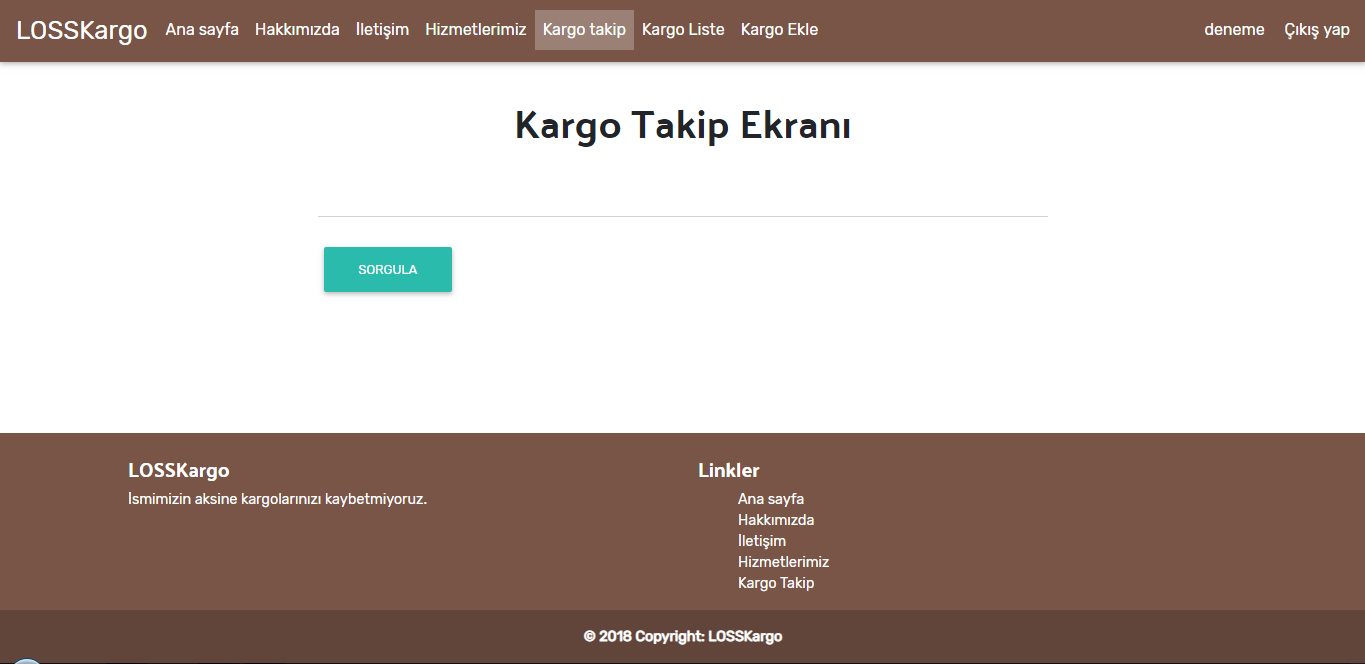 LOSSKargo Ana sayfa Hakkımızda İletişim Hizmetlerimiz Kargo takip Kargo Liste Kargo Ekle deneme Çıkış yap
Kargo Takip Ekranı
SORGULA
LOSSKargo
Ismimizin aksine kargolarınızı kaybetmiyoruz.
Linkler
Ana sayfa
Hakkımızda
İletişim
Hizmetlerimiz
Kargo Takip
© 2018 Copyright: LOSSKargo